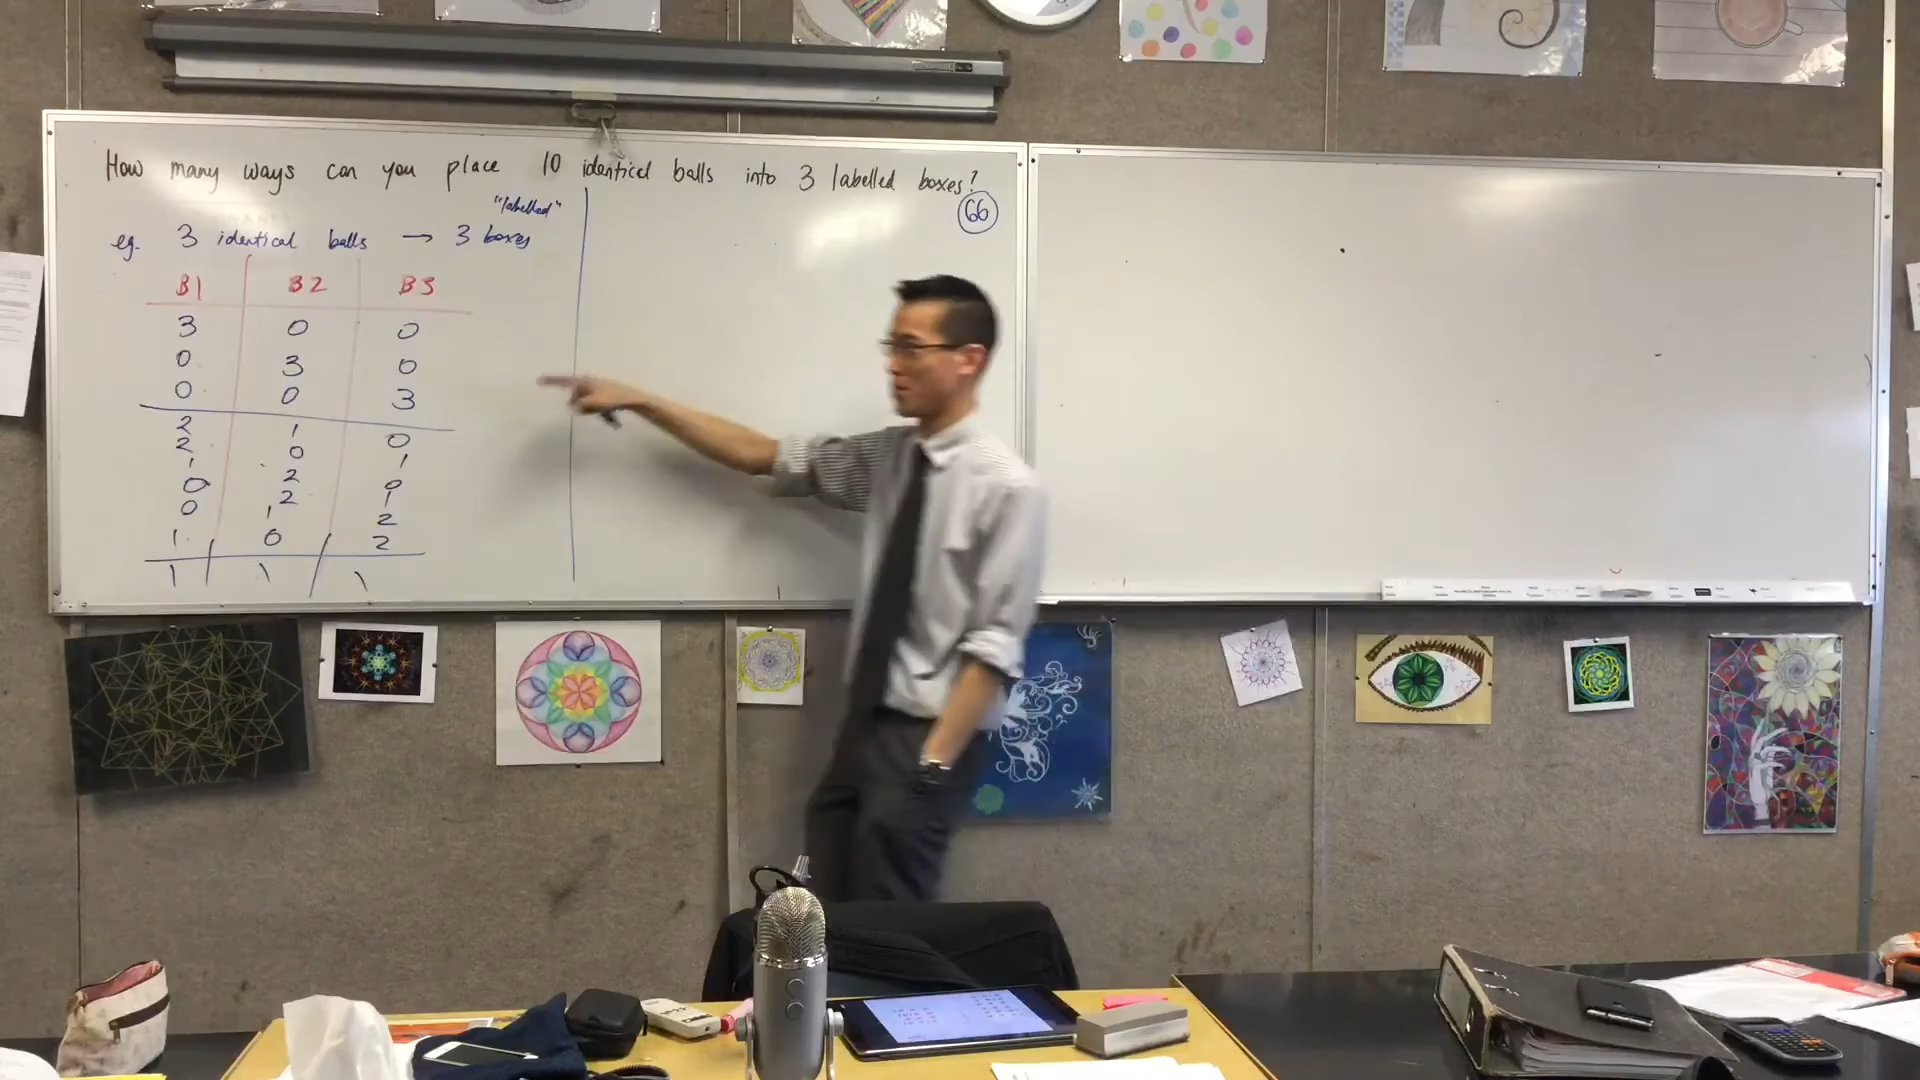 How many ways can you place 10 identical balls into 3 labelled boxes?
66
"labelled"
eg. 3 identical balls → 3 boxes
B1 B2 B3
3 0 0
0 3 0
0 0 3
2 1 0
2 0 1
1 2 0
0 2 1
0 1 2
1 0 2
1 1 1